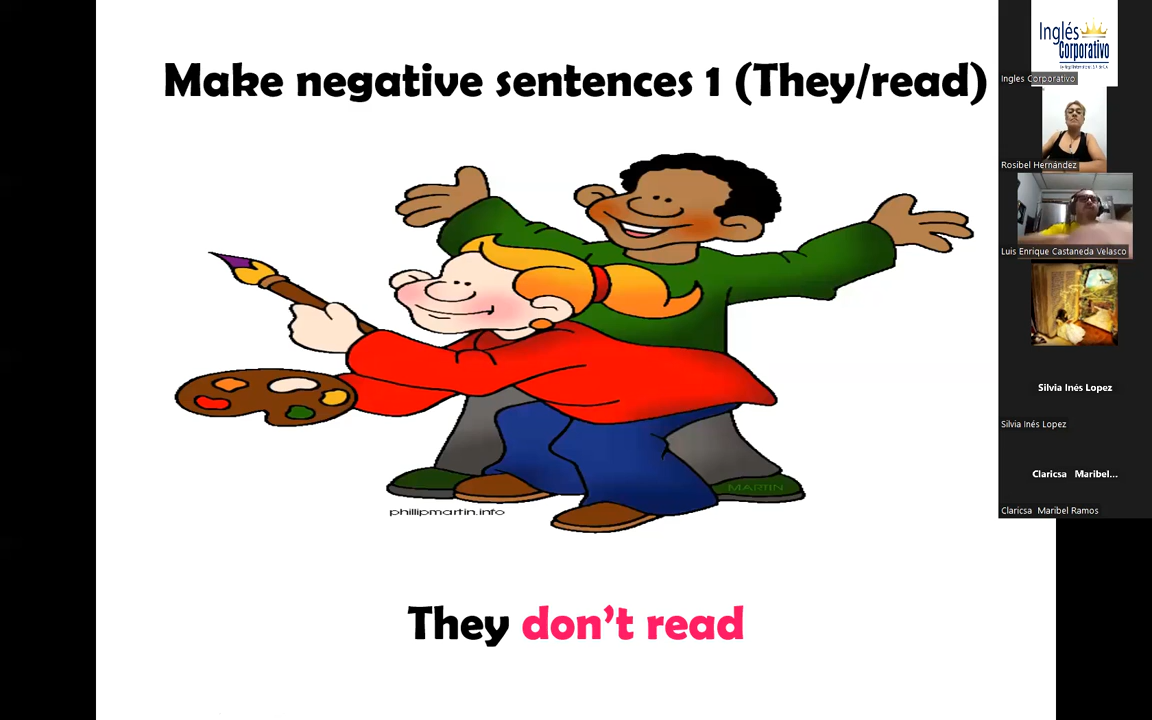 Make negative sentences 1 (They/read)
MARTIN
phillipmartin.info
They don't read
Inglés
Corporativo
Ingles Corporativo
Rosibel Hernández
Luis Enrique Castaneda Velasco
Silvia Inés Lopez
Silvia Inés Lopez
Claricsa Maribel...
Claricsa Maribel Ramos